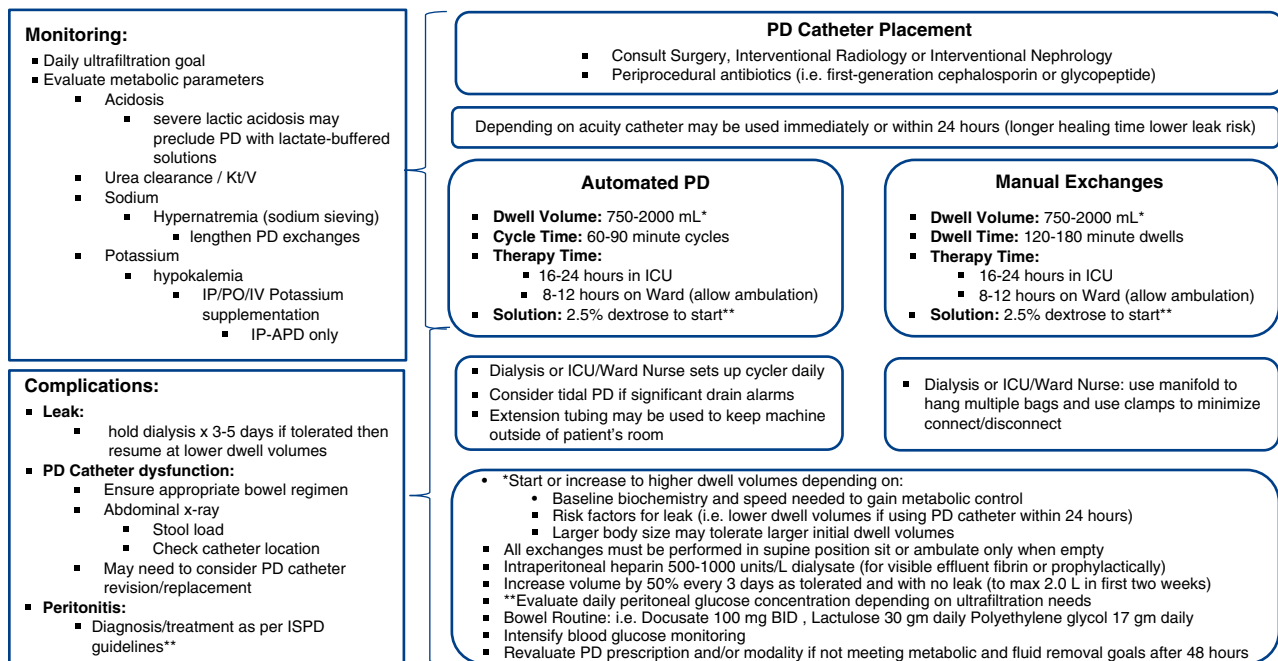 Monitoring:
▪ Daily ultrafiltration goal
▪ Evaluate metabolic parameters
▪ Acidosis
▪ severe lactic acidosis may
preclude PD with lactate-buffered
solutions
▪ Urea clearance / Kt/V
▪ Sodium
▪ Hypernatremia (sodium sieving)
▪ lengthen PD exchanges
▪ Potassium
▪ hypokalemia
▪ IP/PO/IV Potassium
supplementation
▪ IP-APD only
Complications:
▪ Leak:
▪ hold dialysis x 3-5 days if tolerated then
resume at lower dwell volumes
▪ PD Catheter dysfunction:
▪ Ensure appropriate bowel regimen
▪ Abdominal x-ray
▪ Stool load
▪ Check catheter location
▪ May need to consider PD catheter
revision/replacement
▪ Peritonitis:
▪ Diagnosis/treatment as per ISPD
guidelines**
PD Catheter Placement
▪ Consult Surgery, Interventional Radiology or Interventional Nephrology
▪ Periprocedural antibiotics (i.e. first-generation cephalosporin or glycopeptide)
Depending on acuity catheter may be used immediately or within 24 hours (longer healing time lower leak risk)
Automated PD
▪ Dwell Volume: 750-2000 mL*
▪ Cycle Time: 60-90 minute cycles
▪ Therapy Time:
▪ 16-24 hours in ICU
▪ 8-12 hours on Ward (allow ambulation)
▪ Solution: 2.5% dextrose to start**
Manual Exchanges
▪ Dwell Volume: 750-2000 mL*
▪ Dwell Time: 120-180 minute dwells
▪ Therapy Time:
▪ 16-24 hours in ICU
▪ 8-12 hours on Ward (allow ambulation)
▪ Solution: 2.5% dextrose to start**
▪ Dialysis or ICU/Ward Nurse sets up cycler daily
▪ Consider tidal PD if significant drain alarms
▪ Extension tubing may be used to keep machine
outside of patient's room
▪ Dialysis or ICU/Ward Nurse: use manifold to
hang multiple bags and use clamps to minimize
connect/disconnect
• *Start or increase to higher dwell volumes depending on:
• Baseline biochemistry and speed needed to gain metabolic control
▪ Risk factors for leak (i.e. lower dwell volumes if using PD catheter within 24 hours)
▪ Larger body size may tolerate larger initial dwell volumes
▪ All exchanges must be performed in supine position sit or ambulate only when empty
▪ Intraperitoneal heparin 500-1000 units/L dialysate (for visible effluent fibrin or prophylactically)
▪ Increase volume by 50% every 3 days as tolerated and with no leak (to max 2.0 L in first two weeks)
▪ **Evaluate daily peritoneal glucose concentration depending on ultrafiltration needs
▪ Bowel Routine: i.e. Docusate 100 mg BID , Lactulose 30 gm daily Polyethylene glycol 17 gm daily
▪ Intensify blood glucose monitoring
▪ Revaluate PD prescription and/or modality if not meeting metabolic and fluid removal goals after 48 hours